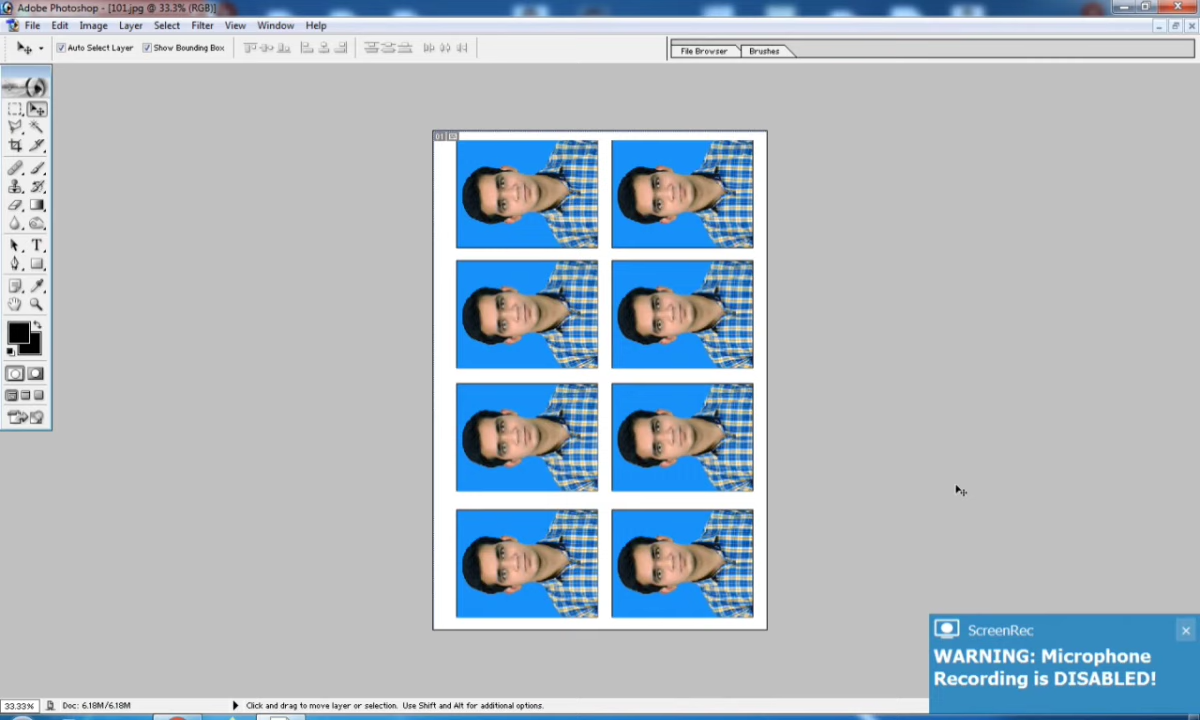 Adobe Photoshop - [101.jpg @ 33.3% (RGB)]
File Edit Image Layer Select Filter View Window Help
Auto Select Layer Show Bounding Box File Browser Brushes
01
T
ScreenRec
WARNING: Microphone
Recording is DISABLED!
33.33% Doc: 6.18M/6.18M Click and drag to move layer or selection. Use Shift and Alt for additional options.